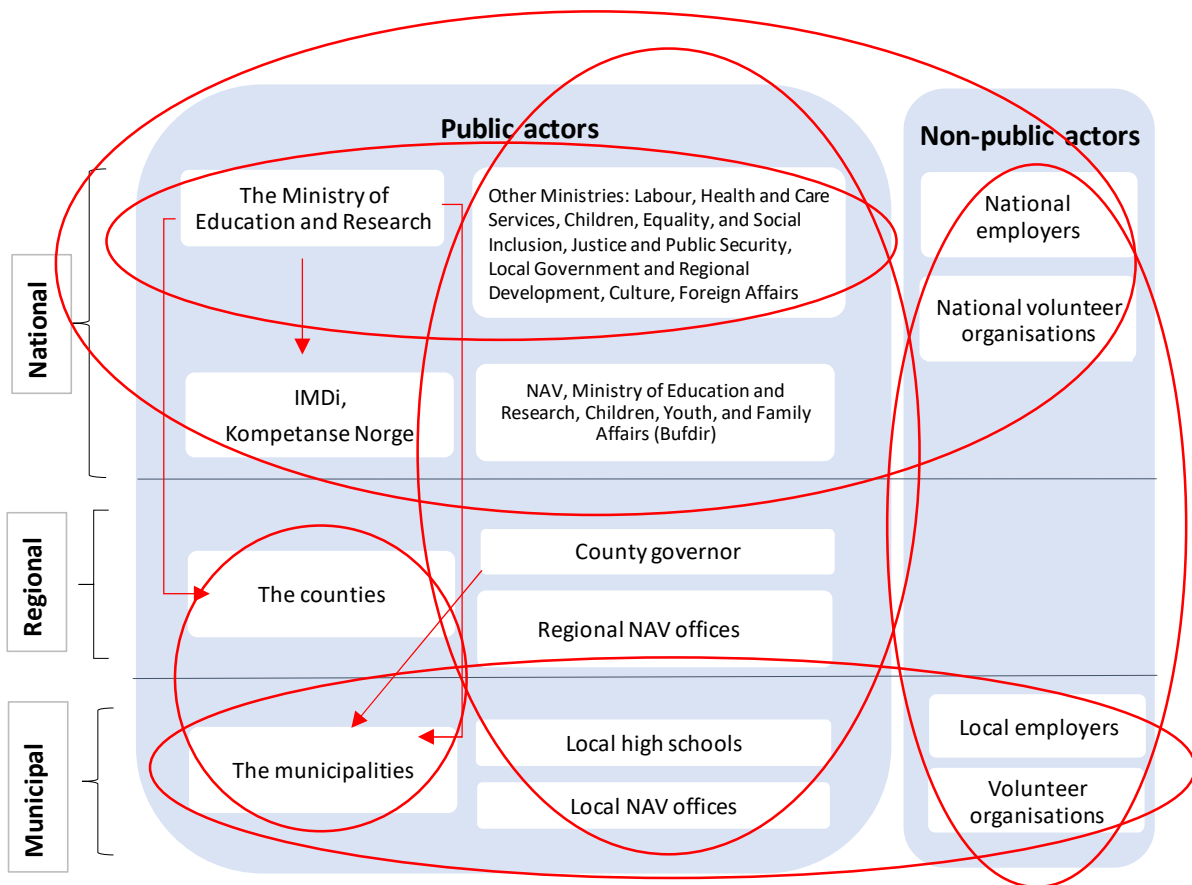 Public actors
Non-public actors
National
The Ministry of
Education and Research
Other Ministries: Labour, Health and Care
Services, Children, Equality, and Social
Inclusion, Justice and Public Security,
Local Government and Regional
Development, Culture, Foreign Affairs
National
employers
National volunteer
organisations
IMDi,
Kompetanse Norge
NAV, Ministry of Education and
Research, Children, Youth, and Family
Affairs (Bufdir)
Regional
The counties
County governor
Regional NAV offices
Municipal
The municipalities
Local high schools
Local NAV offices
Local employers
Volunteer
organisations